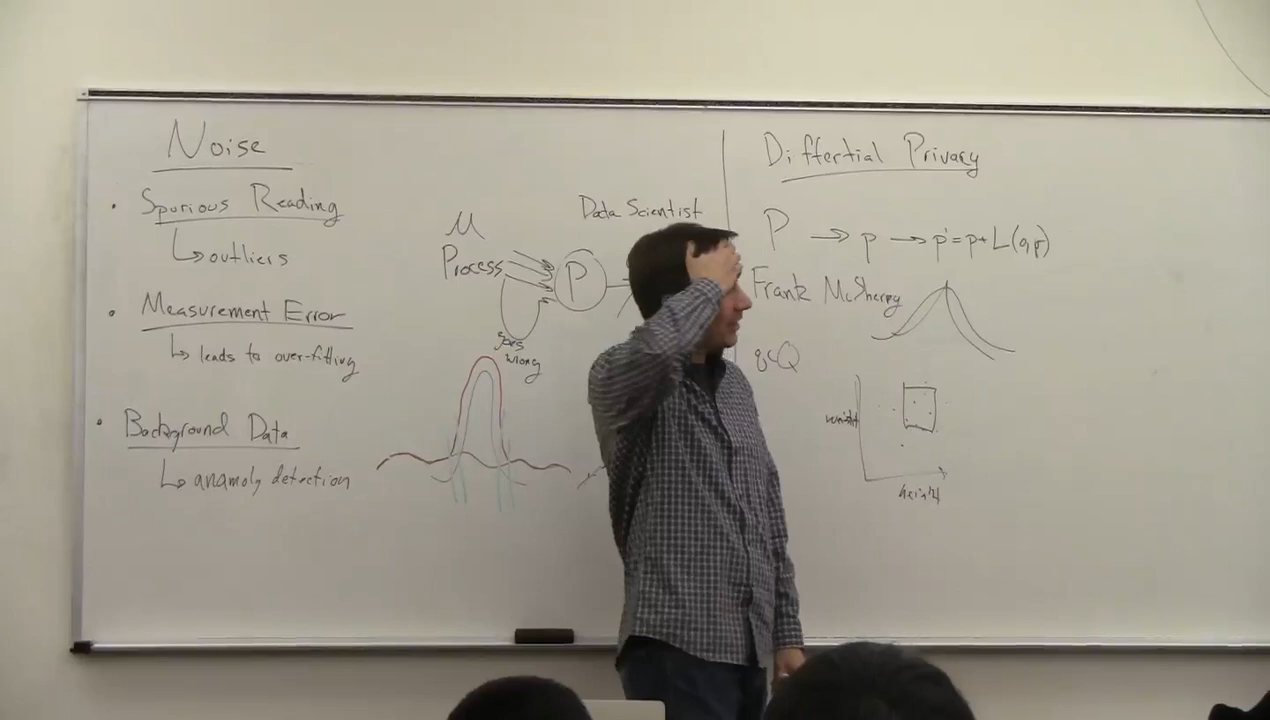 Noise
• Spurious Reading
↳ outliers
• Measurement Error
↳ leads to over-fitting
• Background Data
↳ anamoly detection
Data Scientist
M
Process
P
goes
wrong
Differtial Privacy
P → p → p' = p + L(0,
Frank McSherry
q ∈ Q
weight
height